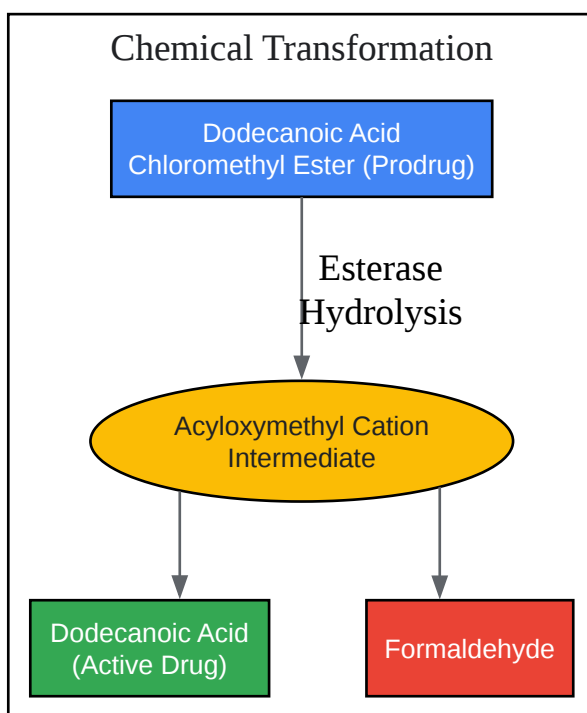 Chemical Transformation
Dodecanoic Acid
Chloromethyl Ester (Prodrug)
Esterase
Hydrolysis
Acyloxymethyl Cation
Intermediate
Dodecanoic Acid
(Active Drug)
Formaldehyde